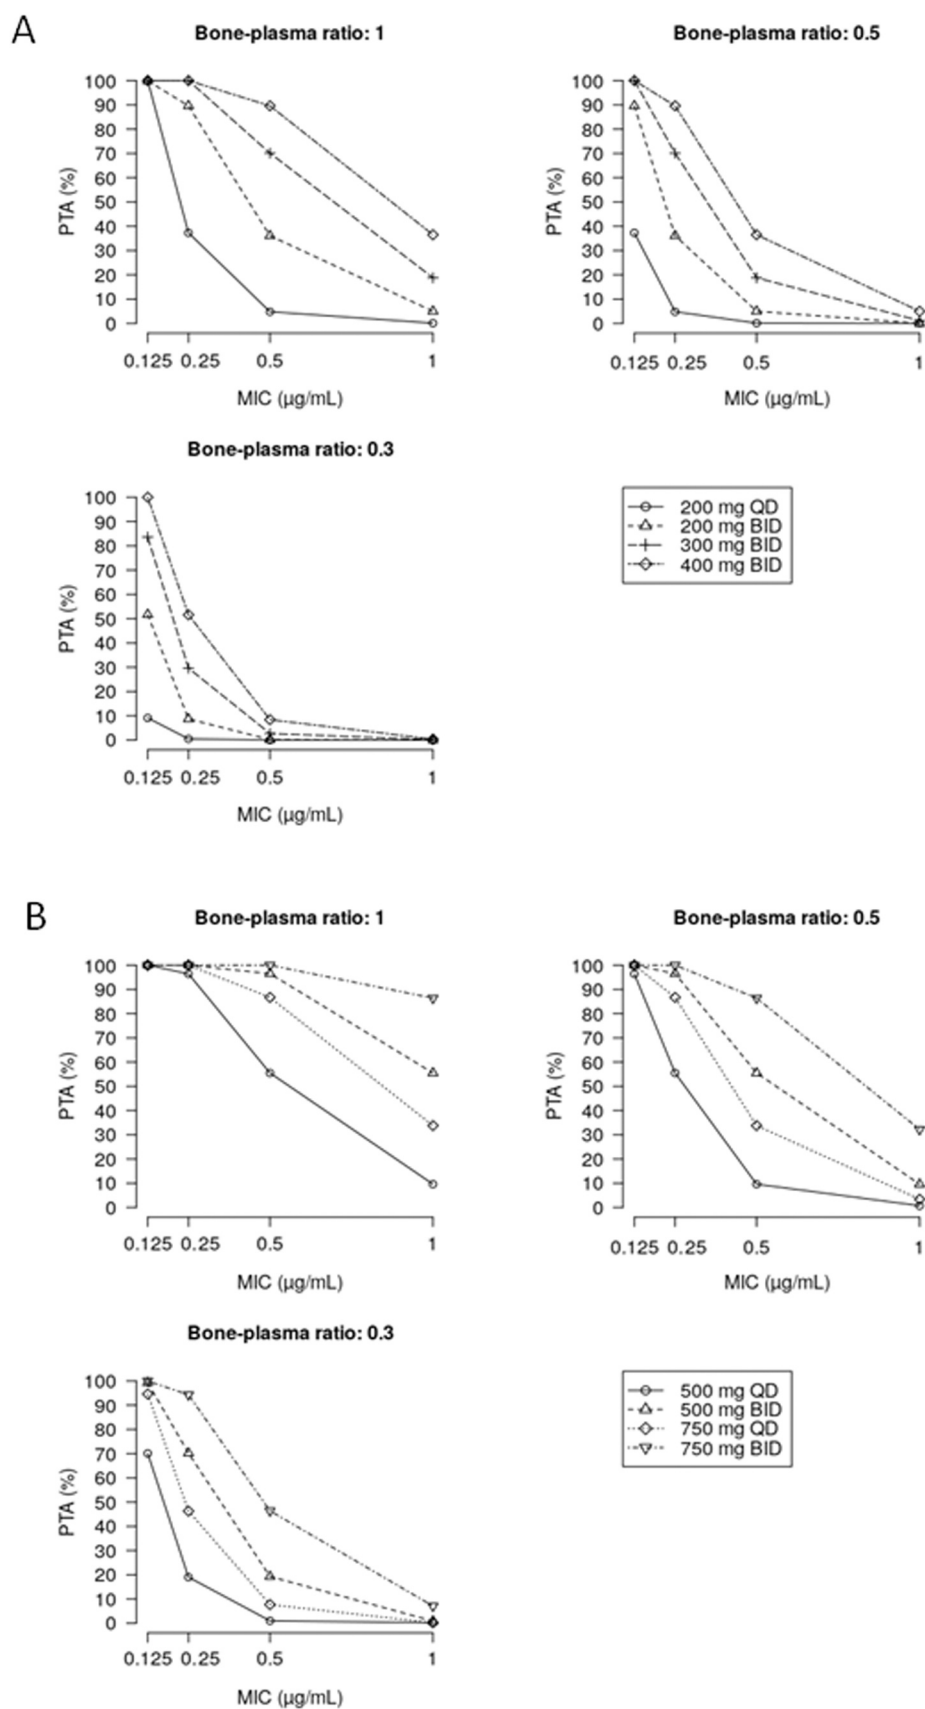 A
Bone-plasma ratio: 1
PTA (%)
100
90
80
70
60
50
40
30
20
10
0
0.125 0.25 0.5 1
MIC (µg/mL)
Bone-plasma ratio: 0.5
PTA (%)
100
90
80
70
60
50
40
30
20
10
0
0.125 0.25 0.5 1
MIC (µg/mL)
Bone-plasma ratio: 0.3
PTA (%)
100
90
80
70
60
50
40
30
20
10
0
0.125 0.25 0.5 1
MIC (µg/mL)
200 mg QD
200 mg BID
300 mg BID
400 mg BID
B
Bone-plasma ratio: 1
PTA (%)
100
90
80
70
60
50
40
30
20
10
0
0.125 0.25 0.5 1
MIC (µg/mL)
Bone-plasma ratio: 0.5
PTA (%)
100
90
80
70
60
50
40
30
20
10
0
0.125 0.25 0.5 1
MIC (µg/mL)
Bone-plasma ratio: 0.3
PTA (%)
100
90
80
70
60
50
40
30
20
10
0
0.125 0.25 0.5 1
MIC (µg/mL)
500 mg QD
500 mg BID
750 mg QD
750 mg BID